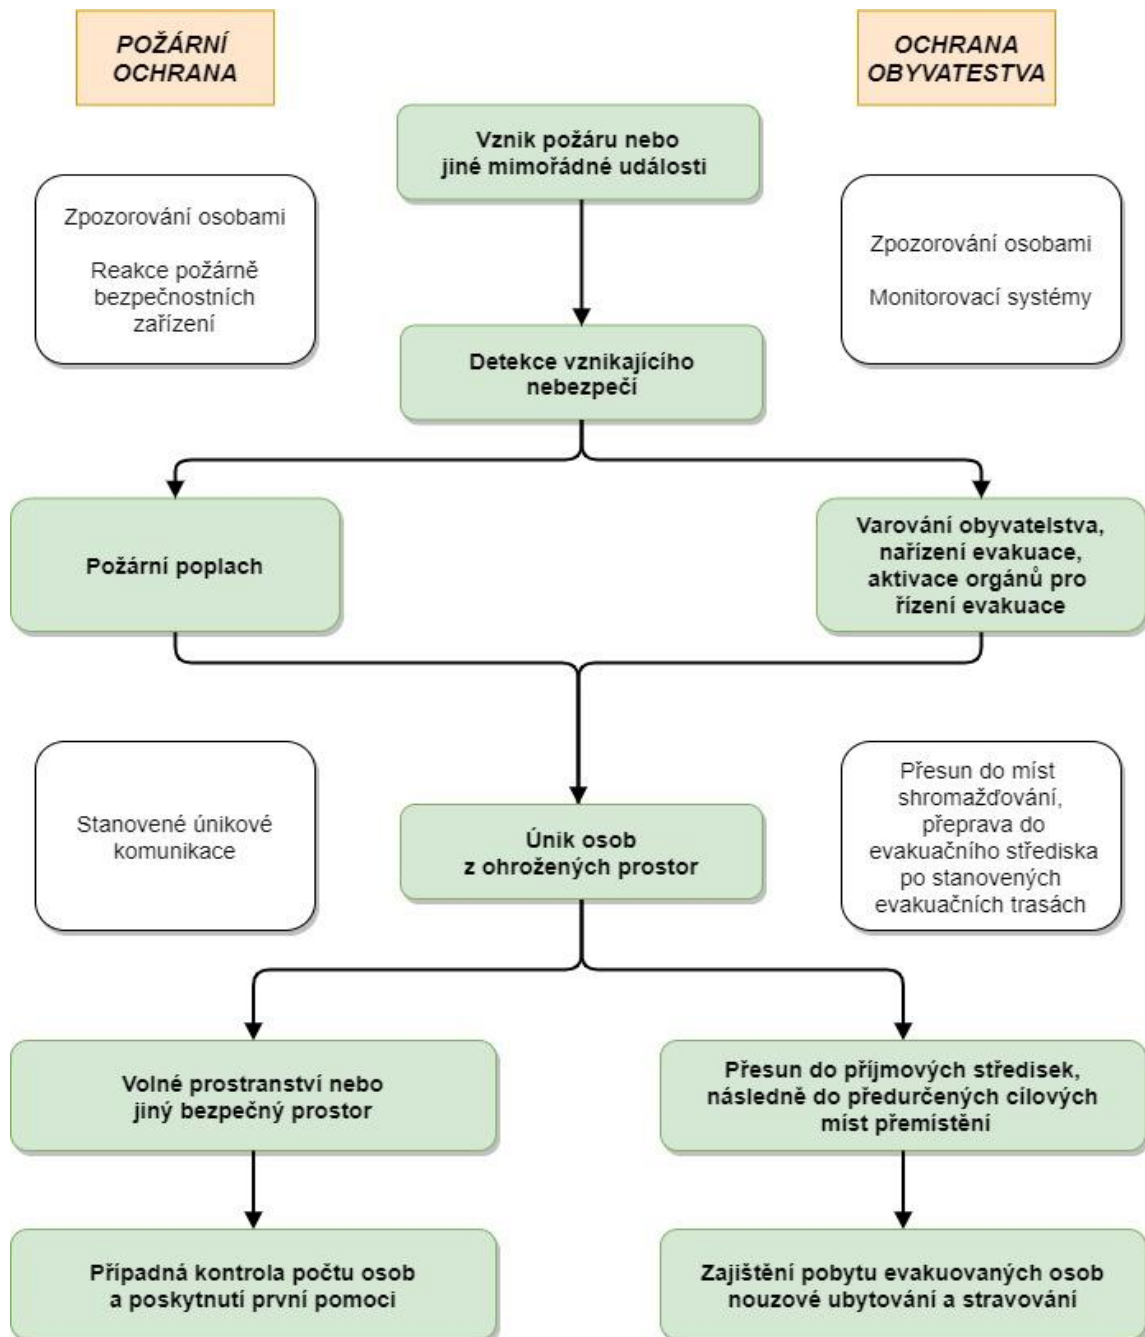 POŽÁRNÍ
OCHRANA
OCHRANA
OBYVATESTVA
Vznik požáru nebo
jiné mimořádné události
Zpozorování osobami
Reakce požárně
bezpečnostních
zařízení
Zpozorování osobami
Monitorovací systémy
Detekce vznikajícího
nebezpečí
Požární poplach
Varování obyvatelstva,
nařízení evakuace,
aktivace orgánů pro
řízení evakuace
Stanovené únikové
komunikace
Únik osob
z ohrožených prostor
Přesun do míst
shromažďování,
přeprava do
evakuačního střediska
po stanovených
evakuačních trasách
Volné prostranství nebo
jiný bezpečný prostor
Přesun do příjmových středisek,
následně do předurčených cílových
míst přemístění
Případná kontrola počtu osob
a poskytnutí první pomoci
Zajištění pobytu evakuovaných osob
nouzové ubytování a stravování